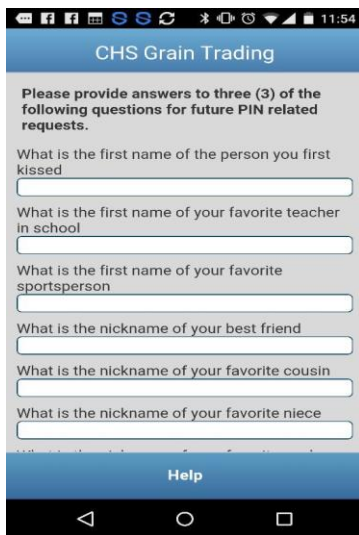 11:54
CHS Grain Trading
Please provide answers to three (3) of the
following questions for future PIN related
requests.
What is the first name of the person you first
kissed
What is the first name of your favorite teacher
in school
What is the first name of your favorite
sportsperson
What is the nickname of your best friend
What is the nickname of your favorite cousin
What is the nickname of your favorite niece
Help